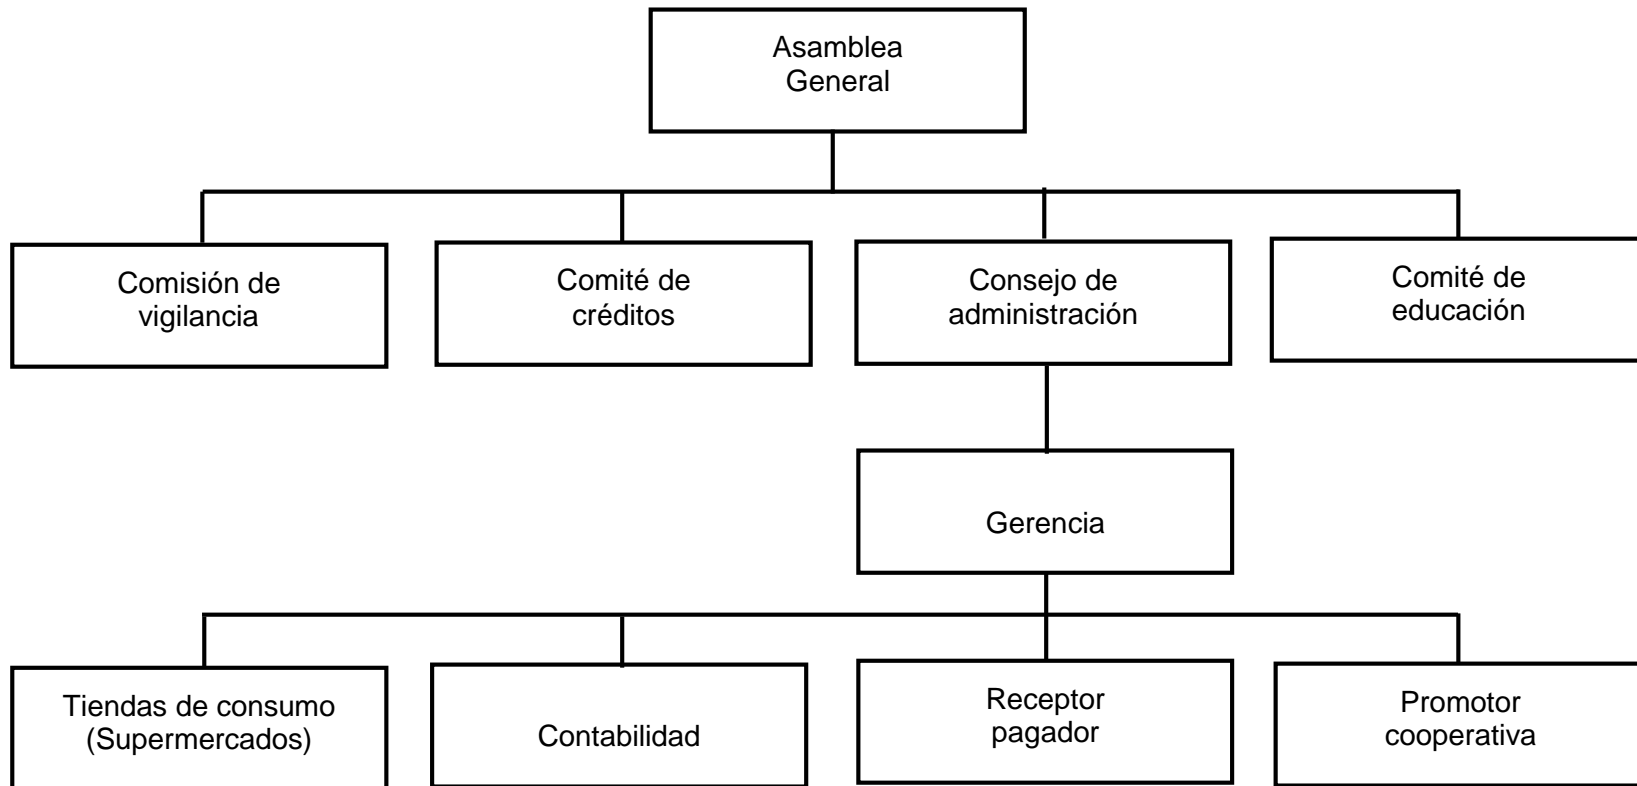 Asamblea
General
Comisión de
vigilancia
Comité de
créditos
Consejo de
administración
Comité de
educación
Gerencia
Tiendas de consumo
(Supermercados)
Contabilidad
Receptor
pagador
Promotor
cooperativa